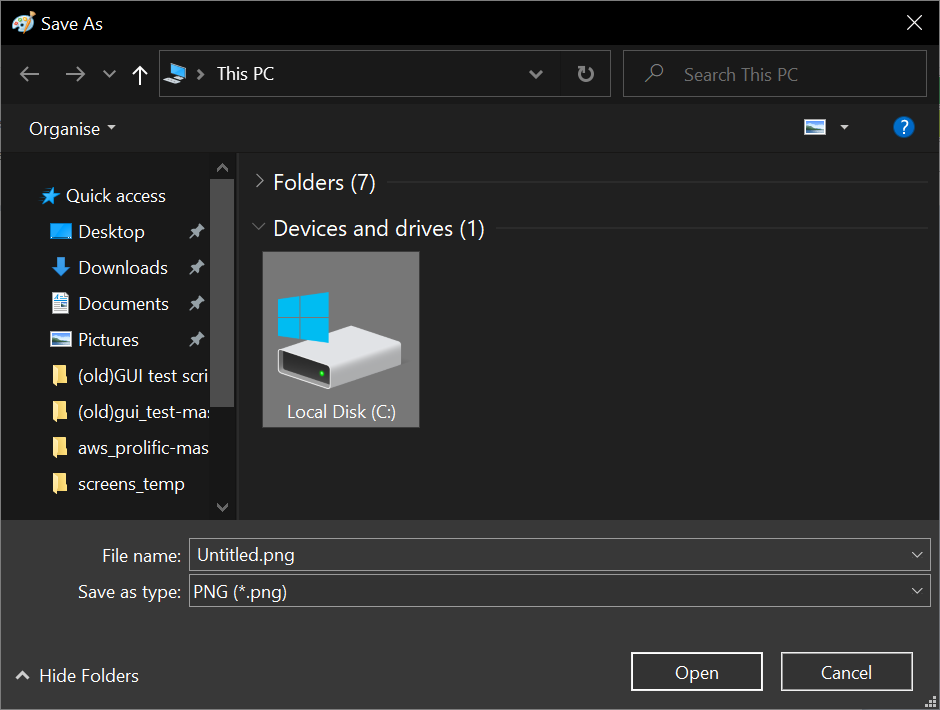 Save As
This PC
Search This PC
Organise
?
Quick access
Desktop
Downloads
Documents
Pictures
(old)GUI test scri
(old)gui_test-mas
aws_prolific-mas
screens_temp
Folders (7)
Devices and drives (1)
Local Disk (C:)
File name: Untitled.png
Save as type: PNG (*.png)
Hide Folders
Open
Cancel